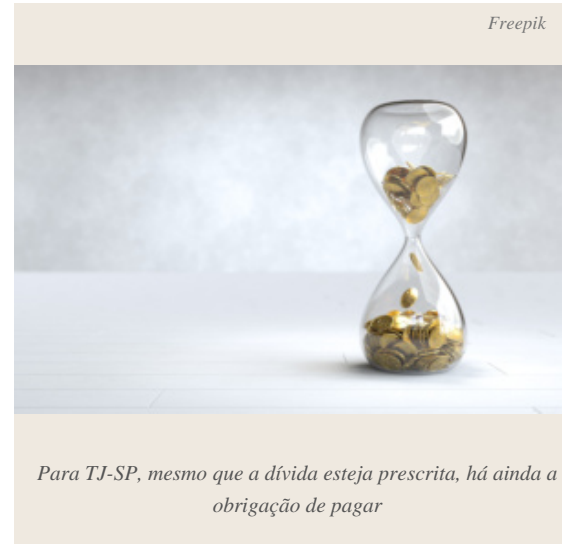 Freepik
Para TJ-SP, mesmo que a dívida esteja prescrita, há ainda a
obrigação de pagar